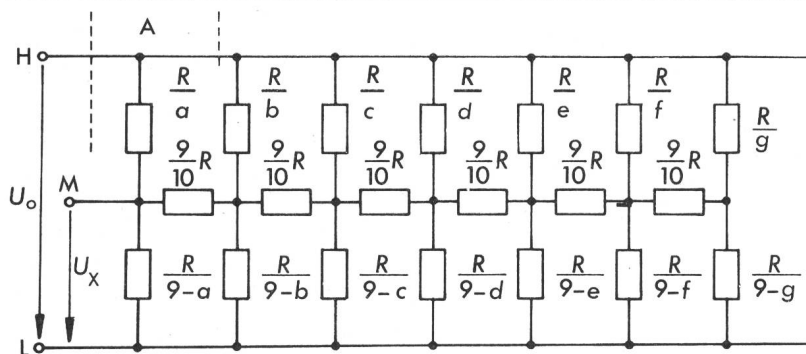 A
H
R/a R/b R/c R/d R/e R/f R/g
9/10 R 9/10 R 9/10 R 9/10 R 9/10 R 9/10 R
M
U₀
Uₓ
R/9-a R/9-b R/9-c R/9-d R/9-e R/9-f R/9-g
L